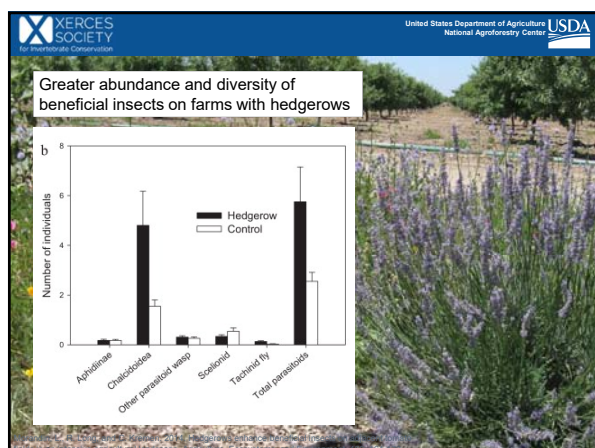 XERCES
SOCIETY
for Invertebrate Conservation
United States Department of Agriculture
National Agroforestry Center
USDA
Greater abundance and diversity of
beneficial insects on farms with hedgerows
b
8
6
4
2
0
Number of individuals
Hedgerow
Control
Aphidiinae
Chalcidoidea
Other parasitoid wasp
Scelionid
Tachinid fly
Total parasitoids